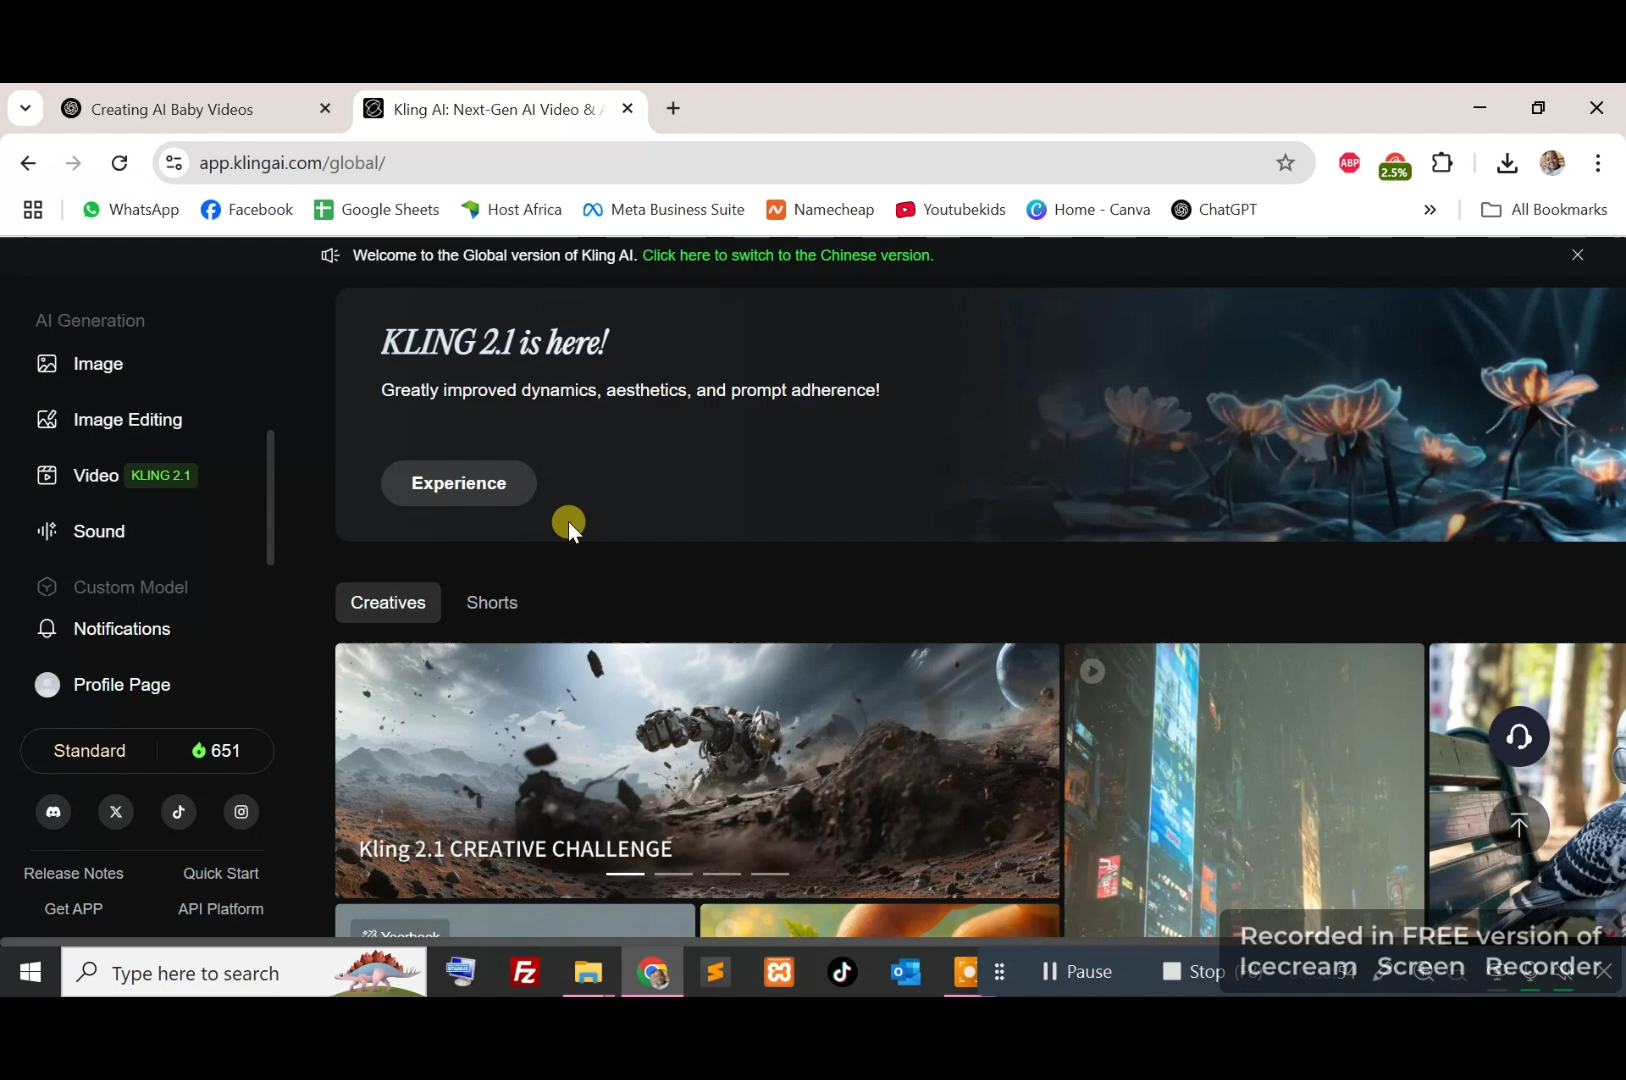 Creating AI Baby Videos
Kling AI: Next-Gen AI Video &
app.klingai.com/global/
ABP
2.5%
WhatsApp
Facebook
Google Sheets
Host Africa
Meta Business Suite
Namecheap
Youtubekids
Home - Canva
ChatGPT
All Bookmarks
Welcome to the Global version of Kling AI. Click here to switch to the Chinese version.
AI Generation
Image
Image Editing
Video KLING 2.1
Sound
Custom Model
Notifications
Profile Page
Standard 651
Release Notes Quick Start
Get APP API Platform
KLING 2.1 is here!
Greatly improved dynamics, aesthetics, and prompt adherence!
Experience
Creatives Shorts
Kling 2.1 CREATIVE CHALLENGE
Recorded in FREE version of
Icecream Screen Recorder
Type here to search
Fz
Pause
Stop